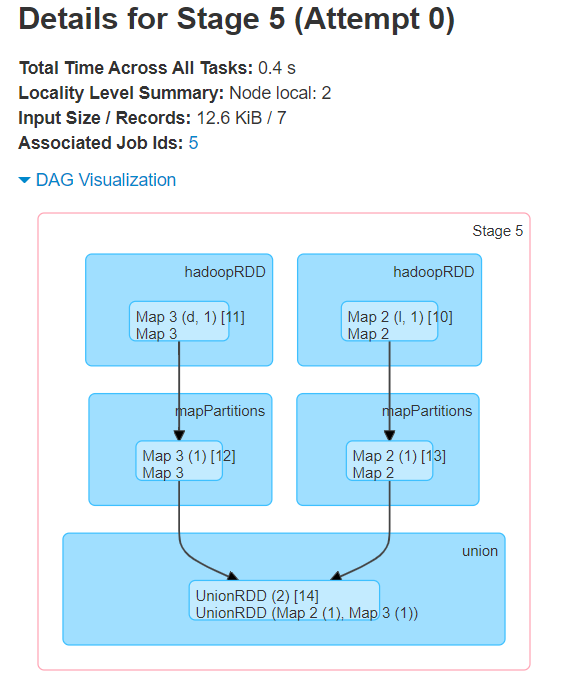 Details for Stage 5 (Attempt 0)
Total Time Across All Tasks: 0.4 s
Locality Level Summary: Node local: 2
Input Size / Records: 12.6 KiB / 7
Associated Job Ids: 5
DAG Visualization
Stage 5
hadoopRDD
Map 3 (d, 1) [11]
Map 3
hadoopRDD
Map 2 (l, 1) [10]
Map 2
mapPartitions
Map 3 (1) [12]
Map 3
mapPartitions
Map 2 (1) [13]
Map 2
union
UnionRDD (2) [14]
UnionRDD (Map 2 (1), Map 3 (1))